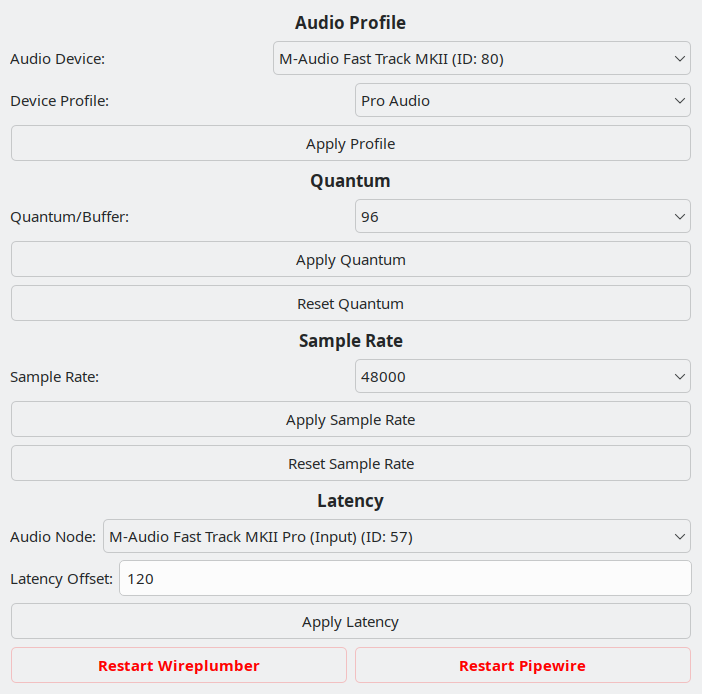 Audio Profile
Audio Device: M-Audio Fast Track MKII (ID: 80)
Device Profile: Pro Audio
Apply Profile
Quantum
Quantum/Buffer: 96
Apply Quantum
Reset Quantum
Sample Rate
Sample Rate: 48000
Apply Sample Rate
Reset Sample Rate
Latency
Audio Node: M-Audio Fast Track MKII Pro (Input) (ID: 57)
Latency Offset: 120
Apply Latency
Restart Wireplumber Restart Pipewire